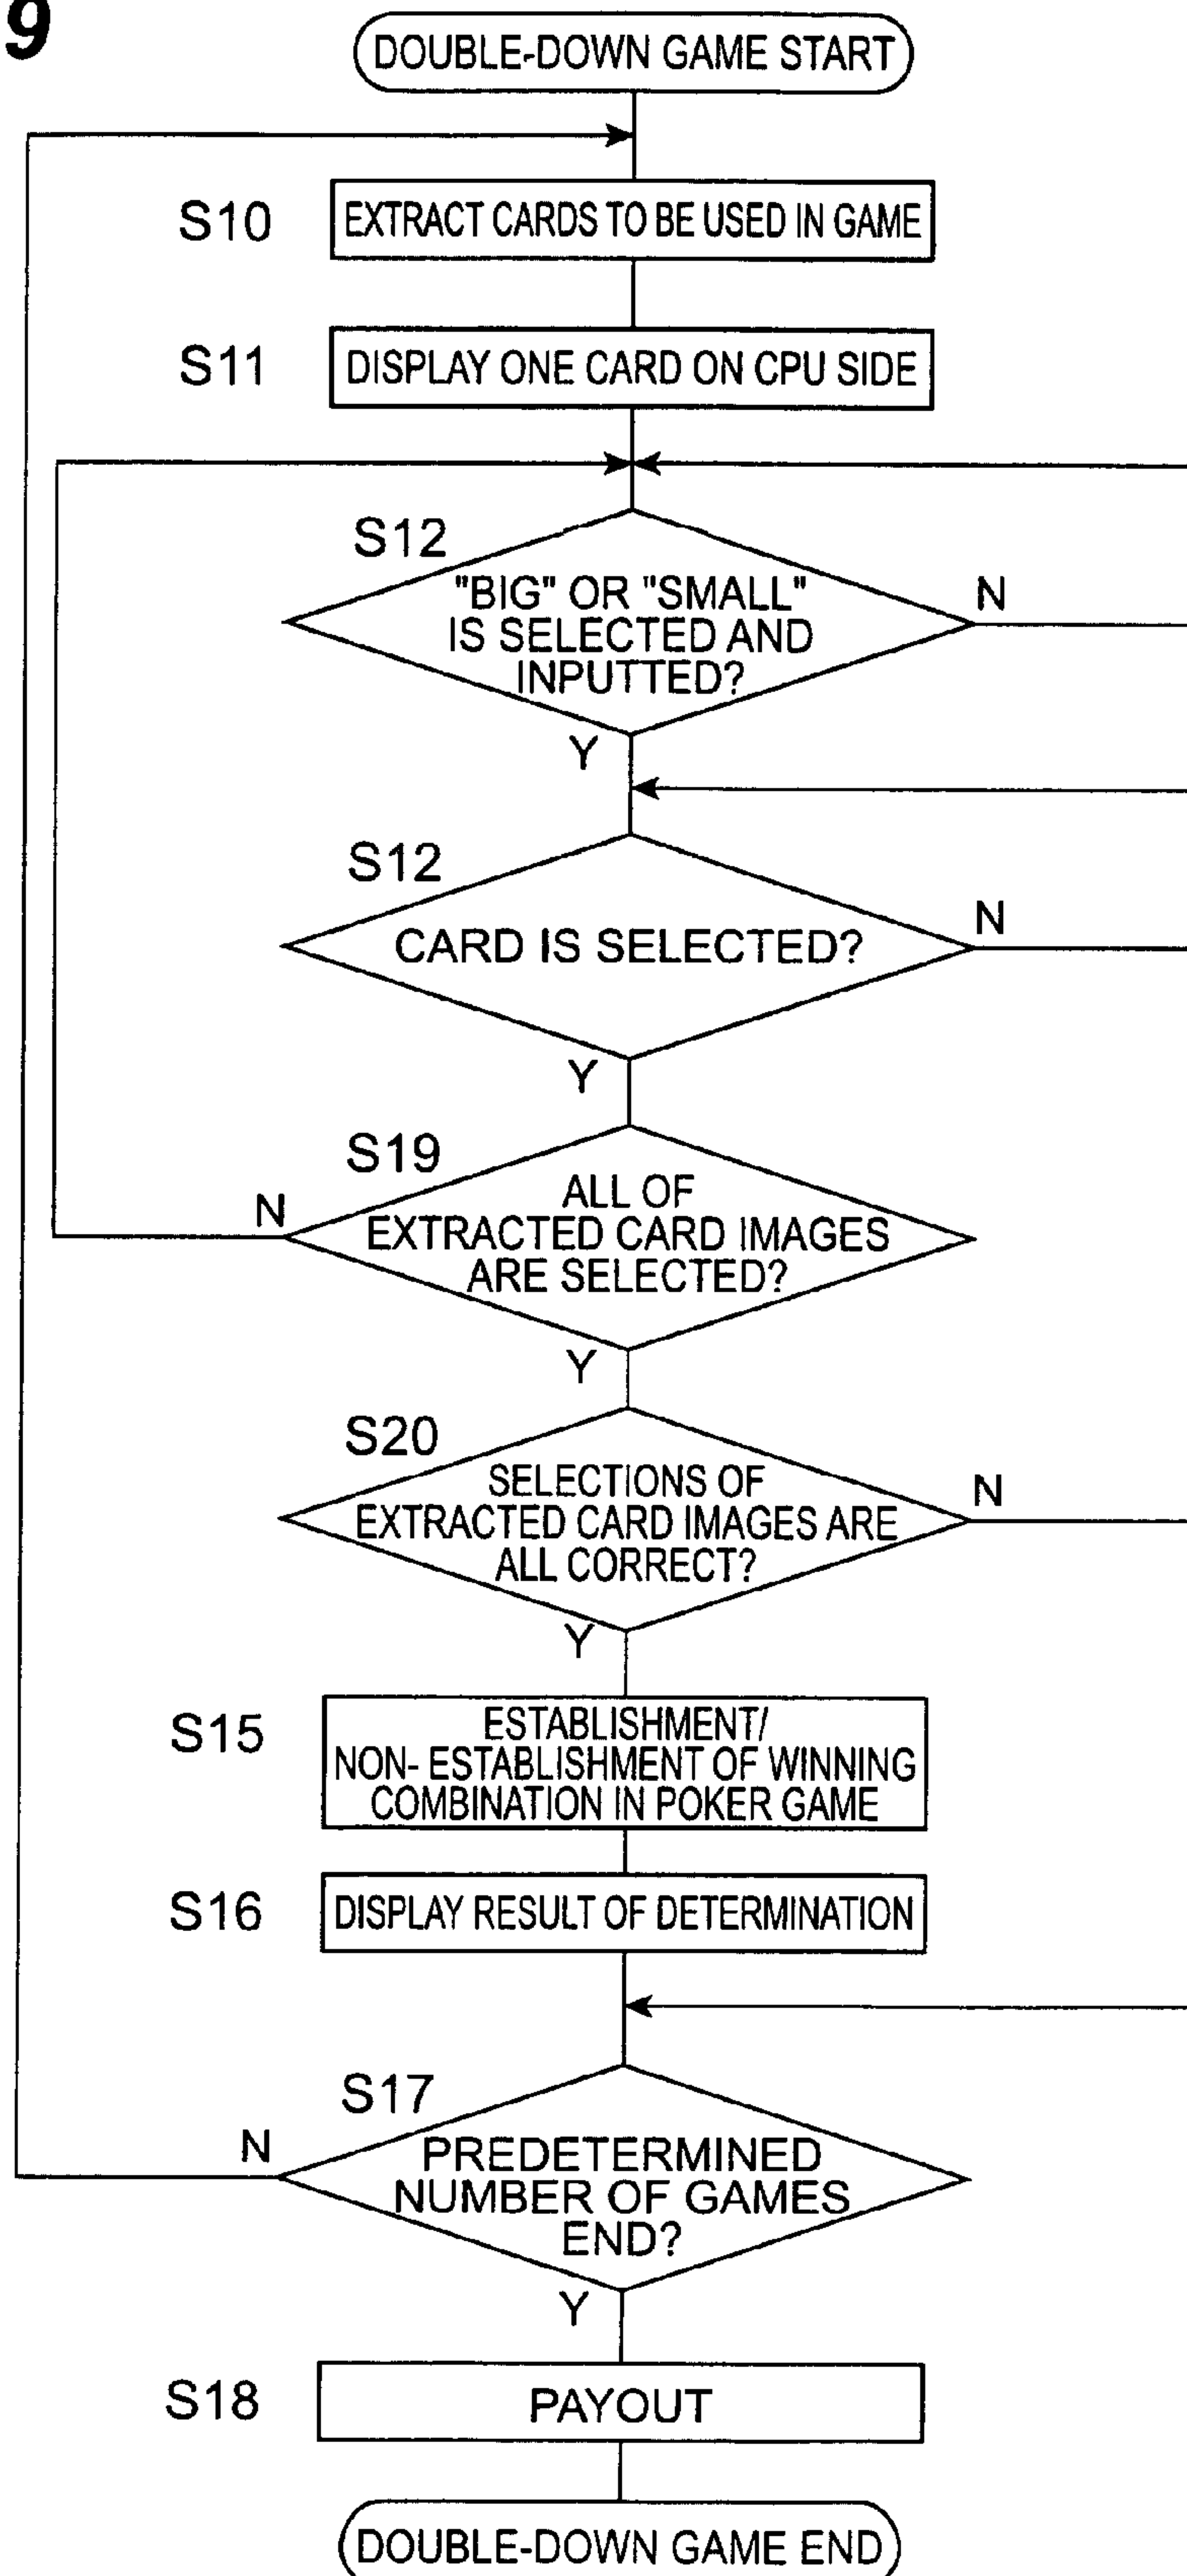 9
DOUBLE-DOWN GAME START
S10
EXTRACT CARDS TO BE USED IN GAME
S11
DISPLAY ONE CARD ON CPU SIDE
S12
"BIG" OR "SMALL"
IS SELECTED AND
INPUTTED?
N
Y
S12
CARD IS SELECTED?
N
Y
S19
ALL OF
EXTRACTED CARD IMAGES
ARE SELECTED?
N
Y
S20
SELECTIONS OF
EXTRACTED CARD IMAGES ARE
ALL CORRECT?
N
Y
S15
ESTABLISHMENT/
NON- ESTABLISHMENT OF WINNING
COMBINATION IN POKER GAME
S16
DISPLAY RESULT OF DETERMINATION
S17
PREDETERMINED
NUMBER OF GAMES
END?
N
Y
S18
PAYOUT
DOUBLE-DOWN GAME END